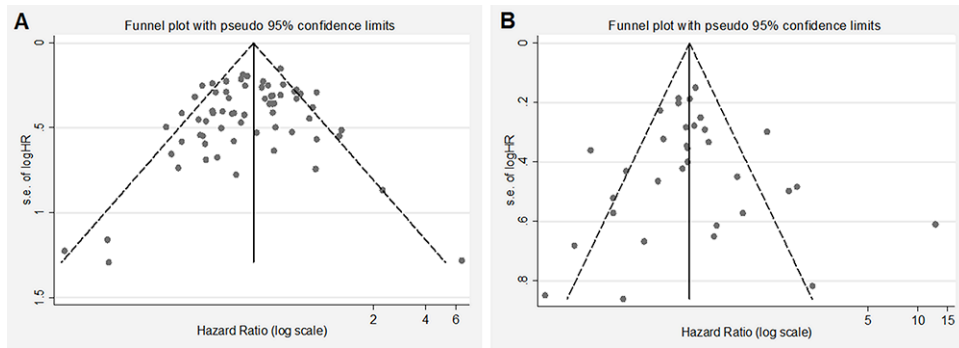 A
Funnel plot with pseudo 95% confidence limits
0
.5
1
1.5
s.e. of logHR
2 4 6
Hazard Ratio (log scale)
B
Funnel plot with pseudo 95% confidence limits
0
.2
.4
.6
.8
s.e. of logHR
5 10 15
Hazard Ratio (log scale)